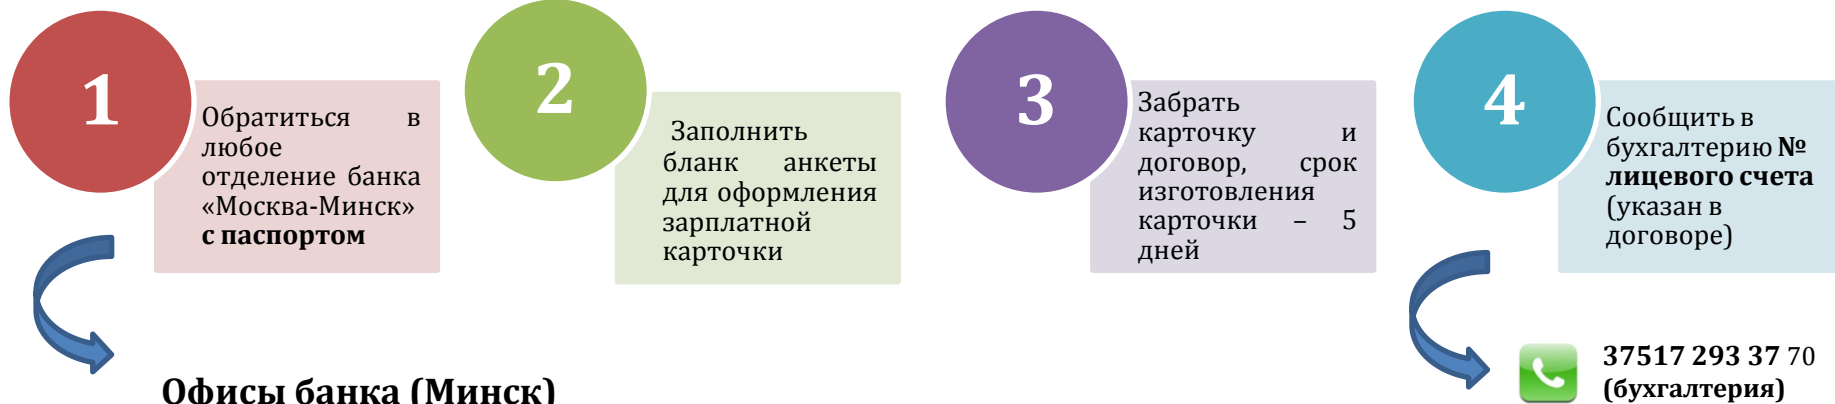 1
Обратиться в
любое
отделение банка
«Москва-Минск»
с паспортом
2
Заполнить
бланк анкеты
для оформления
зарплатной
карточки
3
Забрать
карточку и
договор, срок
изготовления
карточки – 5
дней
4
Сообщить в
бухгалтерию №
лицевого счета
(указан в
договоре)
37517 293 37 70
(бухгалтерия)
Офисы банка (Минск)